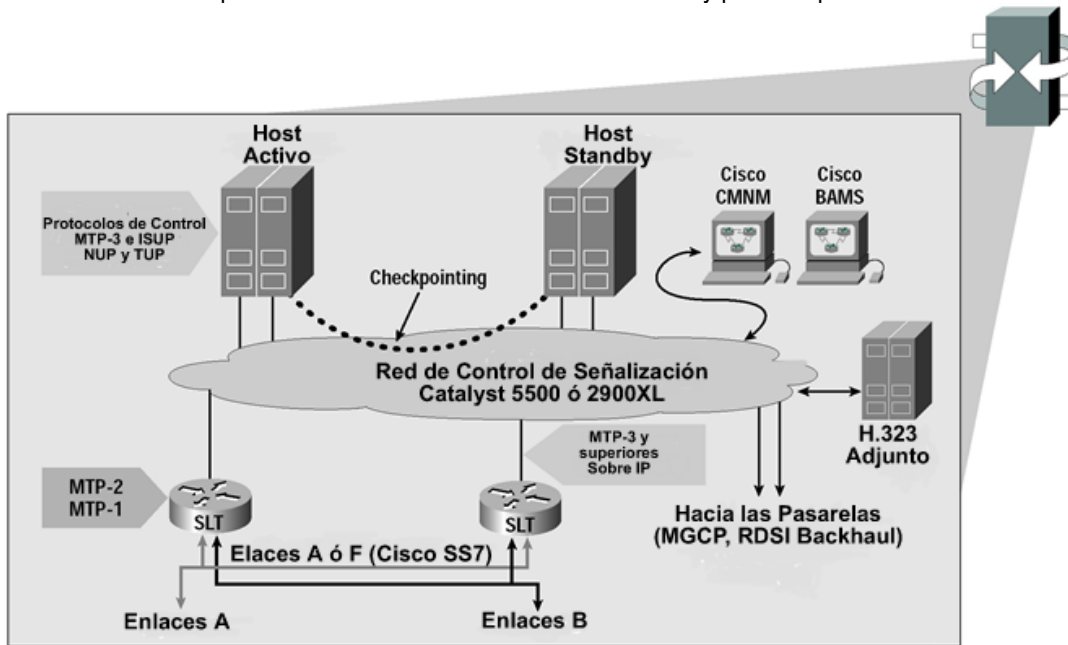 Host
Activo
Host
Standby
Cisco
CMNM
Cisco
BAMS
Protocolos de Control
MTP-3 e ISUP
NUP y TUP
Checkpointing
Red de Control de Señalización
Catalyst 5500 ó 2900XL
H.323
Adjunto
MTP-3 y
superiores
Sobre IP
MTP-2
MTP-1
SLT
SLT
Hacia las Pasarelas
(MGCP, RDSI Backhaul)
Elaces A ó F (Cisco SS7)
Enlaces A
Enlaces B